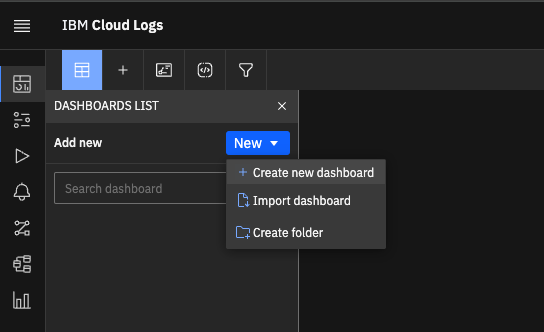 IBM Cloud Logs
DASHBOARDS LIST
Add new
New
Search dashboard
Create new dashboard
Import dashboard
Create folder